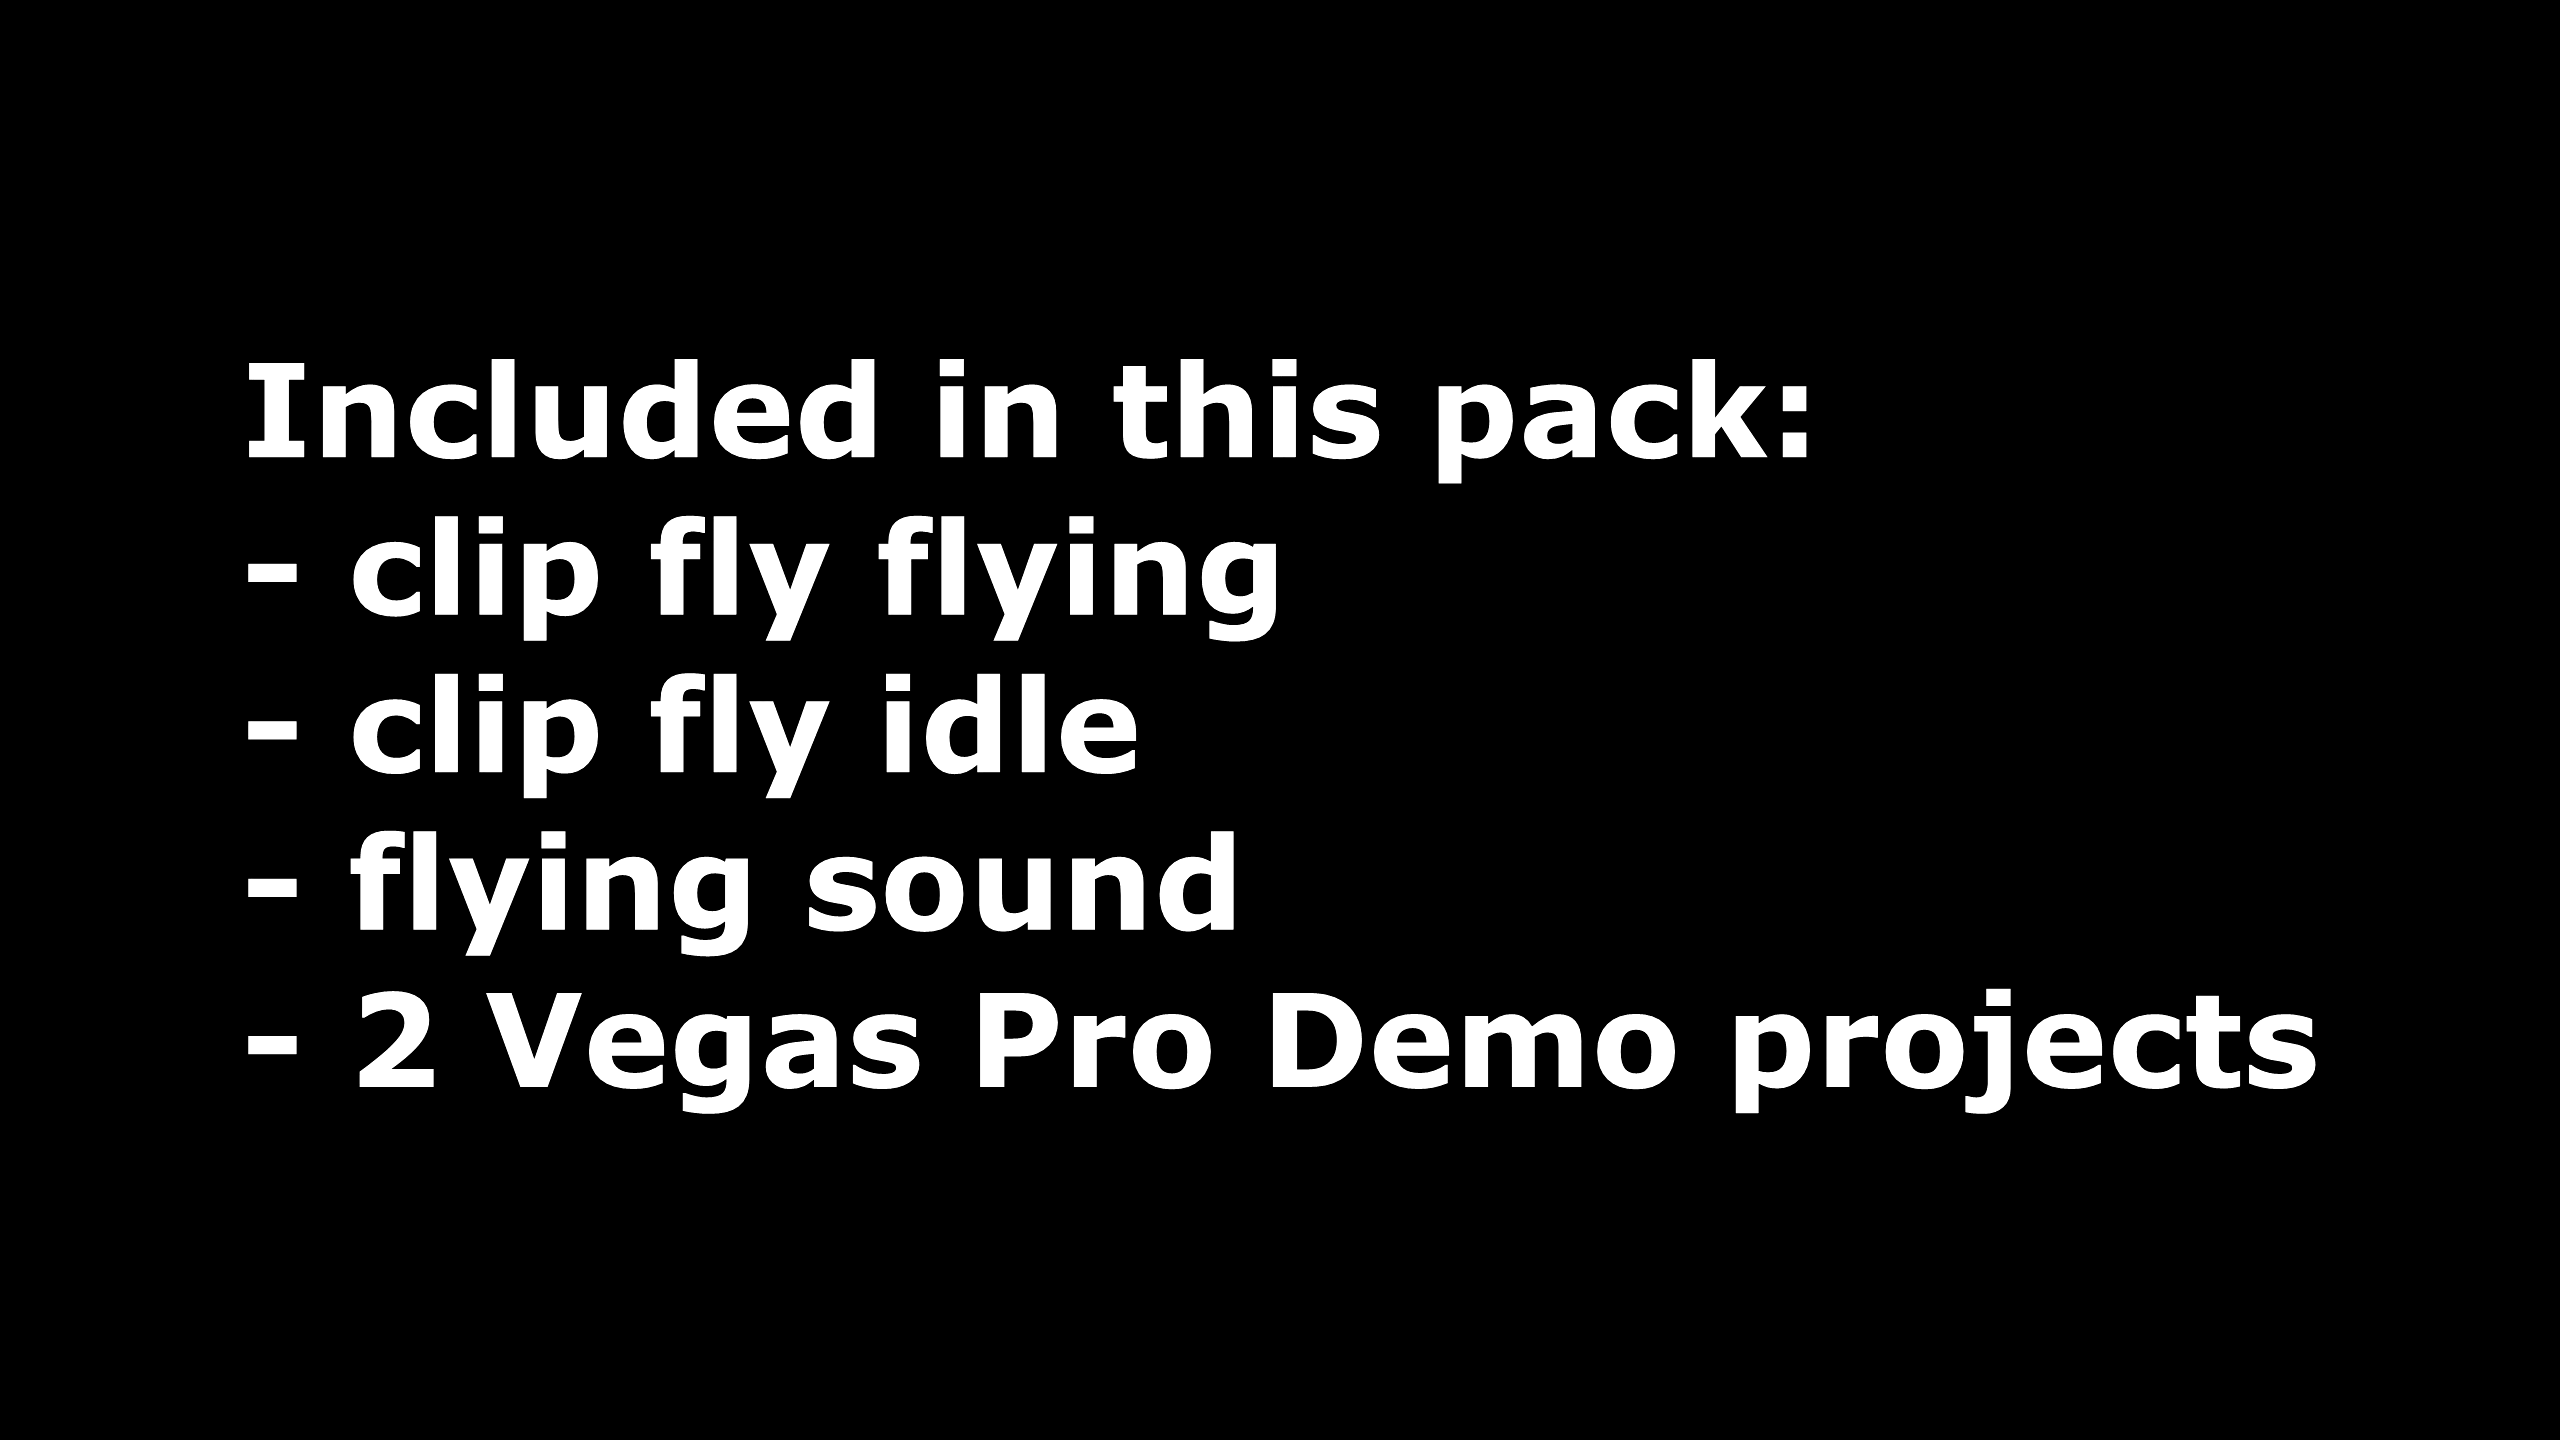 Included in this pack:
- clip fly flying
- clip fly idle
- flying sound
- 2 Vegas Pro Demo projects